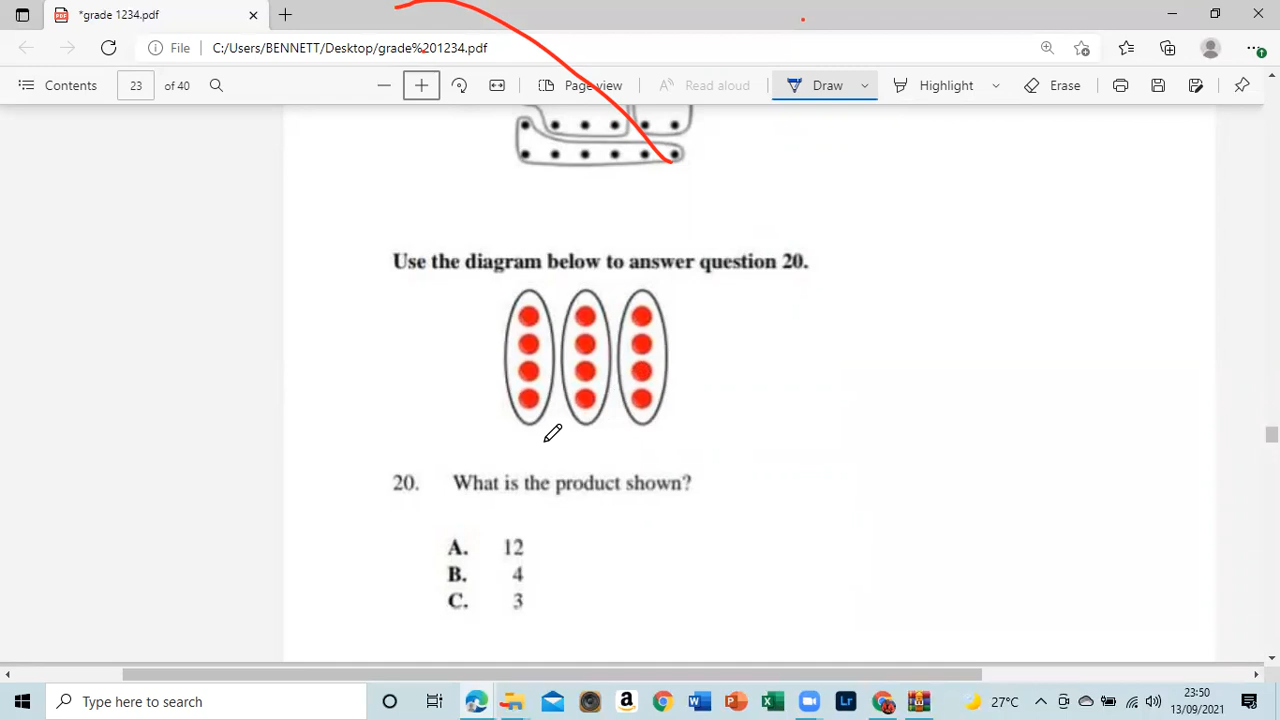 *grade 1234.pdf
File
C:/Users/BENNETT/Desktop/grade%201234.pdf
Contents
23
of 40
Page view
Read aloud
Draw
Highlight
Erase
Use the diagram below to answer question 20.
20. What is the product shown?
A. 12
B. 4
C. 3
Type here to search
27°C
23:50
13/09/2021